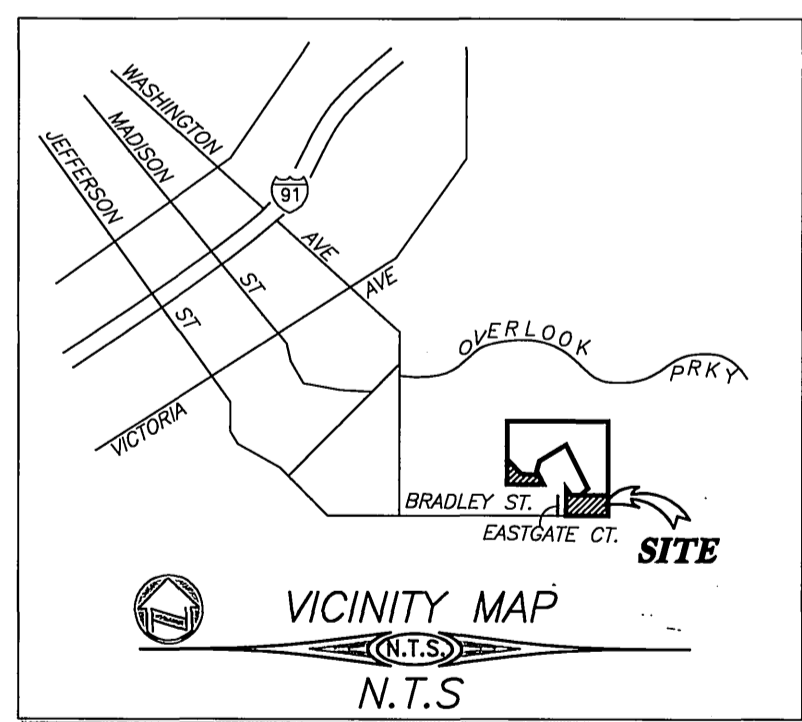 WASHINGTON AVE
MADISON ST
JEFFERSON ST
91
VICTORIA AVE
OVERLOOK PRKY
BRADLEY ST.
EASTGATE CT.
SITE
N
VICINITY MAP
N.T.S.
N.T.S